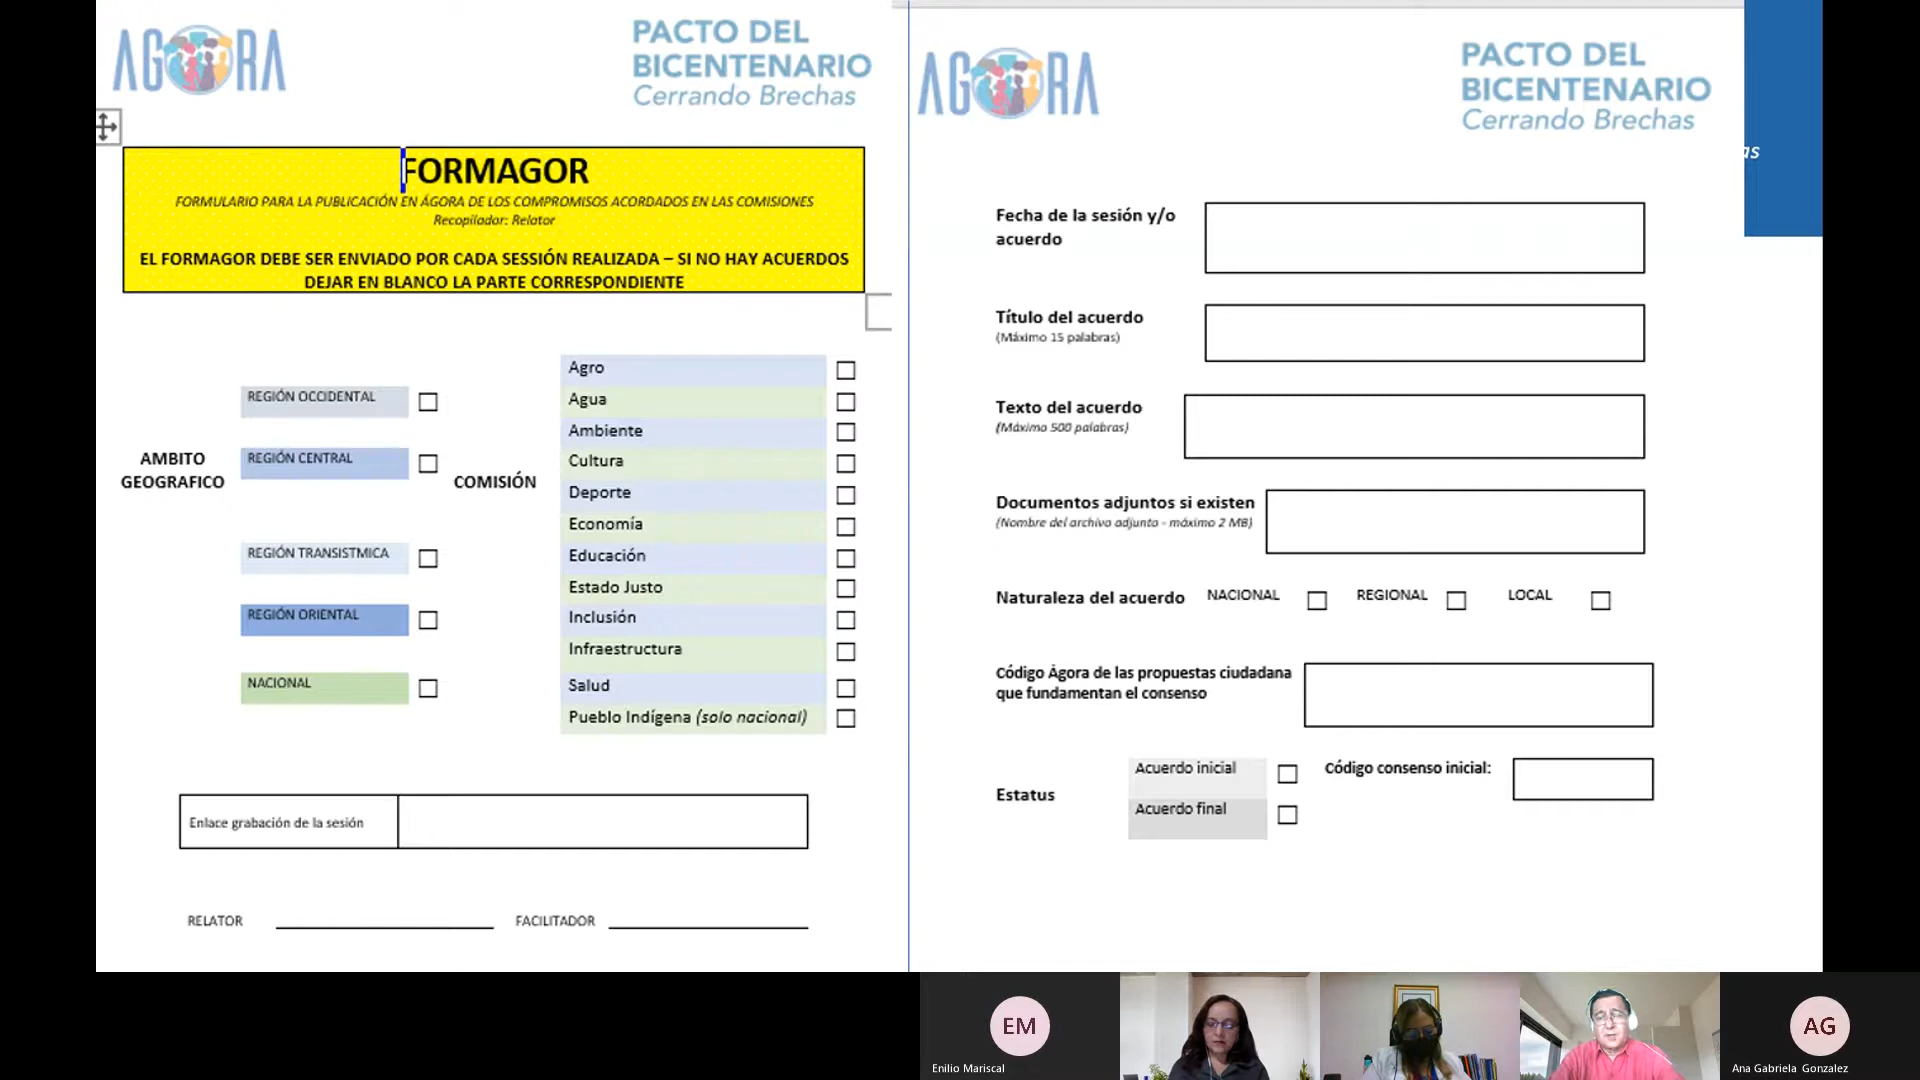 AGORA
PACTO DEL
BICENTENARIO
Cerrando Brechas
FORMAGOR
FORMULARIO PARA LA PUBLICACIÓN EN ÁGORA DE LOS COMPROMISOS ACORDADOS EN LAS COMISIONES
Recopilador: Relator
EL FORMAGOR DEBE SER ENVIADO POR CADA SESSIÓN REALIZADA – SI NO HAY ACUERDOS
DEJAR EN BLANCO LA PARTE CORRESPONDIENTE
AMBITO
GEOGRAFICO
REGIÓN OCCIDENTAL
REGIÓN CENTRAL
REGIÓN TRANSISTMICA
REGIÓN ORIENTAL
NACIONAL
COMISIÓN
Agro
Agua
Ambiente
Cultura
Deporte
Economía
Educación
Estado Justo
Inclusión
Infraestructura
Salud
Pueblo Indígena (solo nacional)
Enlace grabación de la sesión
RELATOR
FACILITADOR
AGORA
PACTO DEL
BICENTENARIO
Cerrando Brechas
as
Fecha de la sesión y/o
acuerdo
Título del acuerdo
(Máximo 15 palabras)
Texto del acuerdo
(Máximo 500 palabras)
Documentos adjuntos si existen
(Nombre del archivo adjunto - máximo 2 MB)
Naturaleza del acuerdo NACIONAL REGIONAL LOCAL
Código Ágora de las propuestas ciudadana
que fundamentan el consenso
Estatus
Acuerdo inicial
Acuerdo final
Código consenso inicial:
EM
Enilio Mariscal
AG
Ana Gabriela Gonzalez